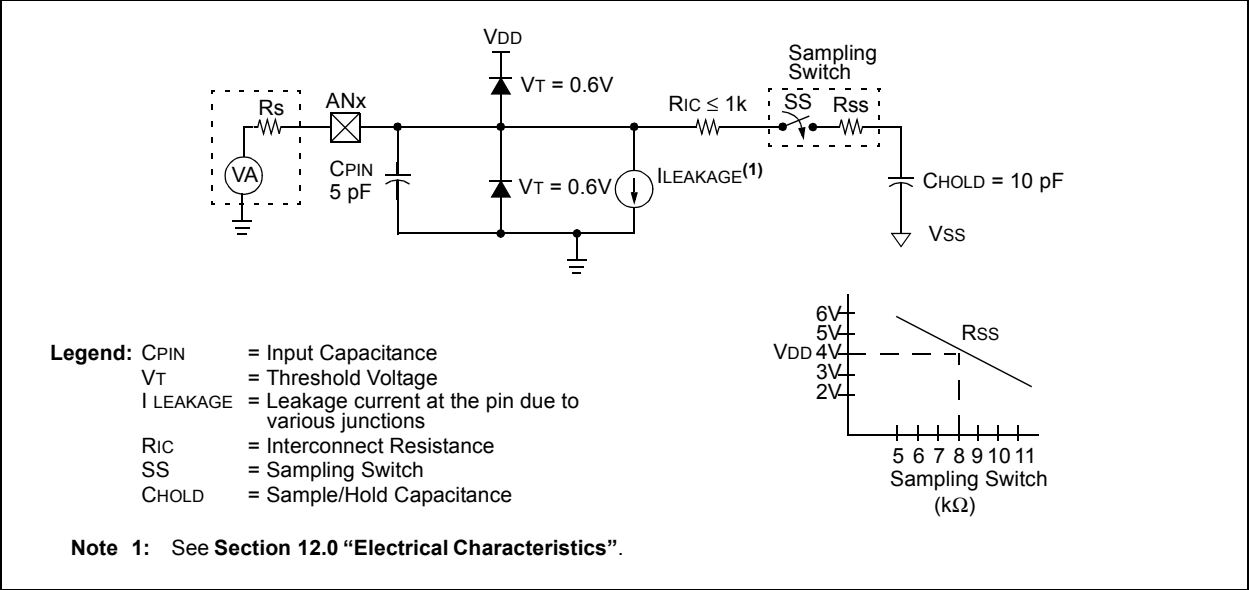 VDD
Sampling
Switch
VT = 0.6V
RIC ≤ 1k
SS
RSS
Rs
ANx
VA
CPIN
5 pF
VT = 0.6V
ILEAKAGE(1)
CHOLD = 10 pF
VSS
6V
5V
VDD 4V
3V
2V
RSS
5 6 7 8 9 10 11
Sampling Switch
(kΩ)
Legend: CPIN = Input Capacitance
VT = Threshold Voltage
I LEAKAGE = Leakage current at the pin due to
various junctions
RIC = Interconnect Resistance
SS = Sampling Switch
CHOLD = Sample/Hold Capacitance
Note 1: See Section 12.0 “Electrical Characteristics”.